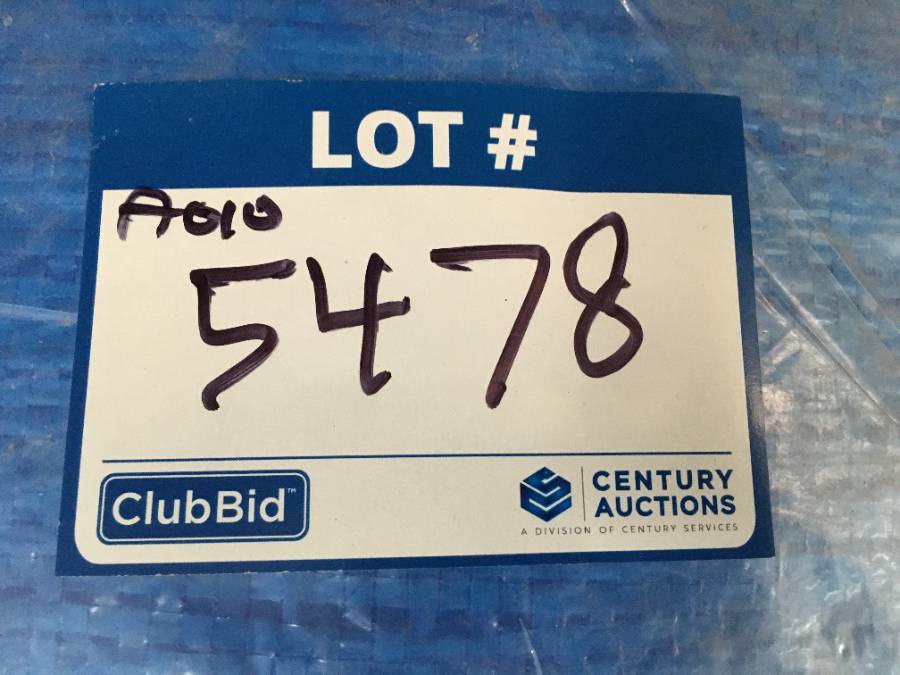 LOT #
A010
5478
ClubBid™
CENTURY
AUCTIONS
A DIVISION OF CENTURY SERVICES